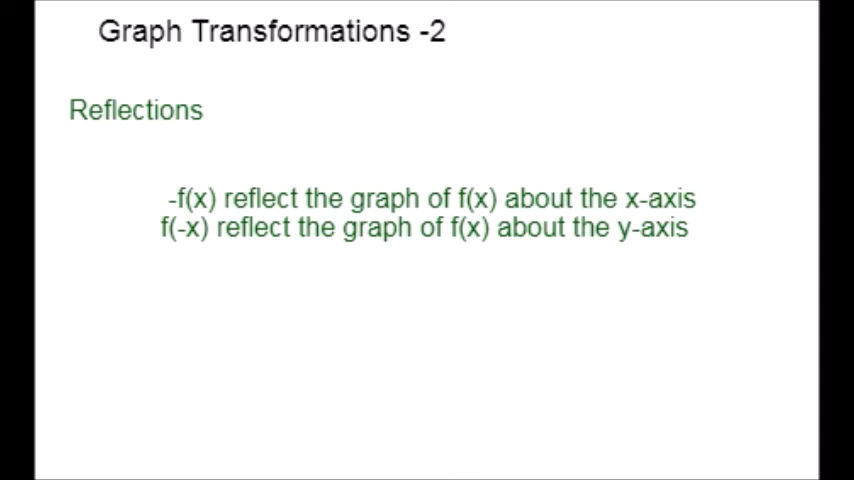 Graph Transformations -2
Reflections
-f(x) reflect the graph of f(x) about the x-axis
f(-x) reflect the graph of f(x) about the y-axis